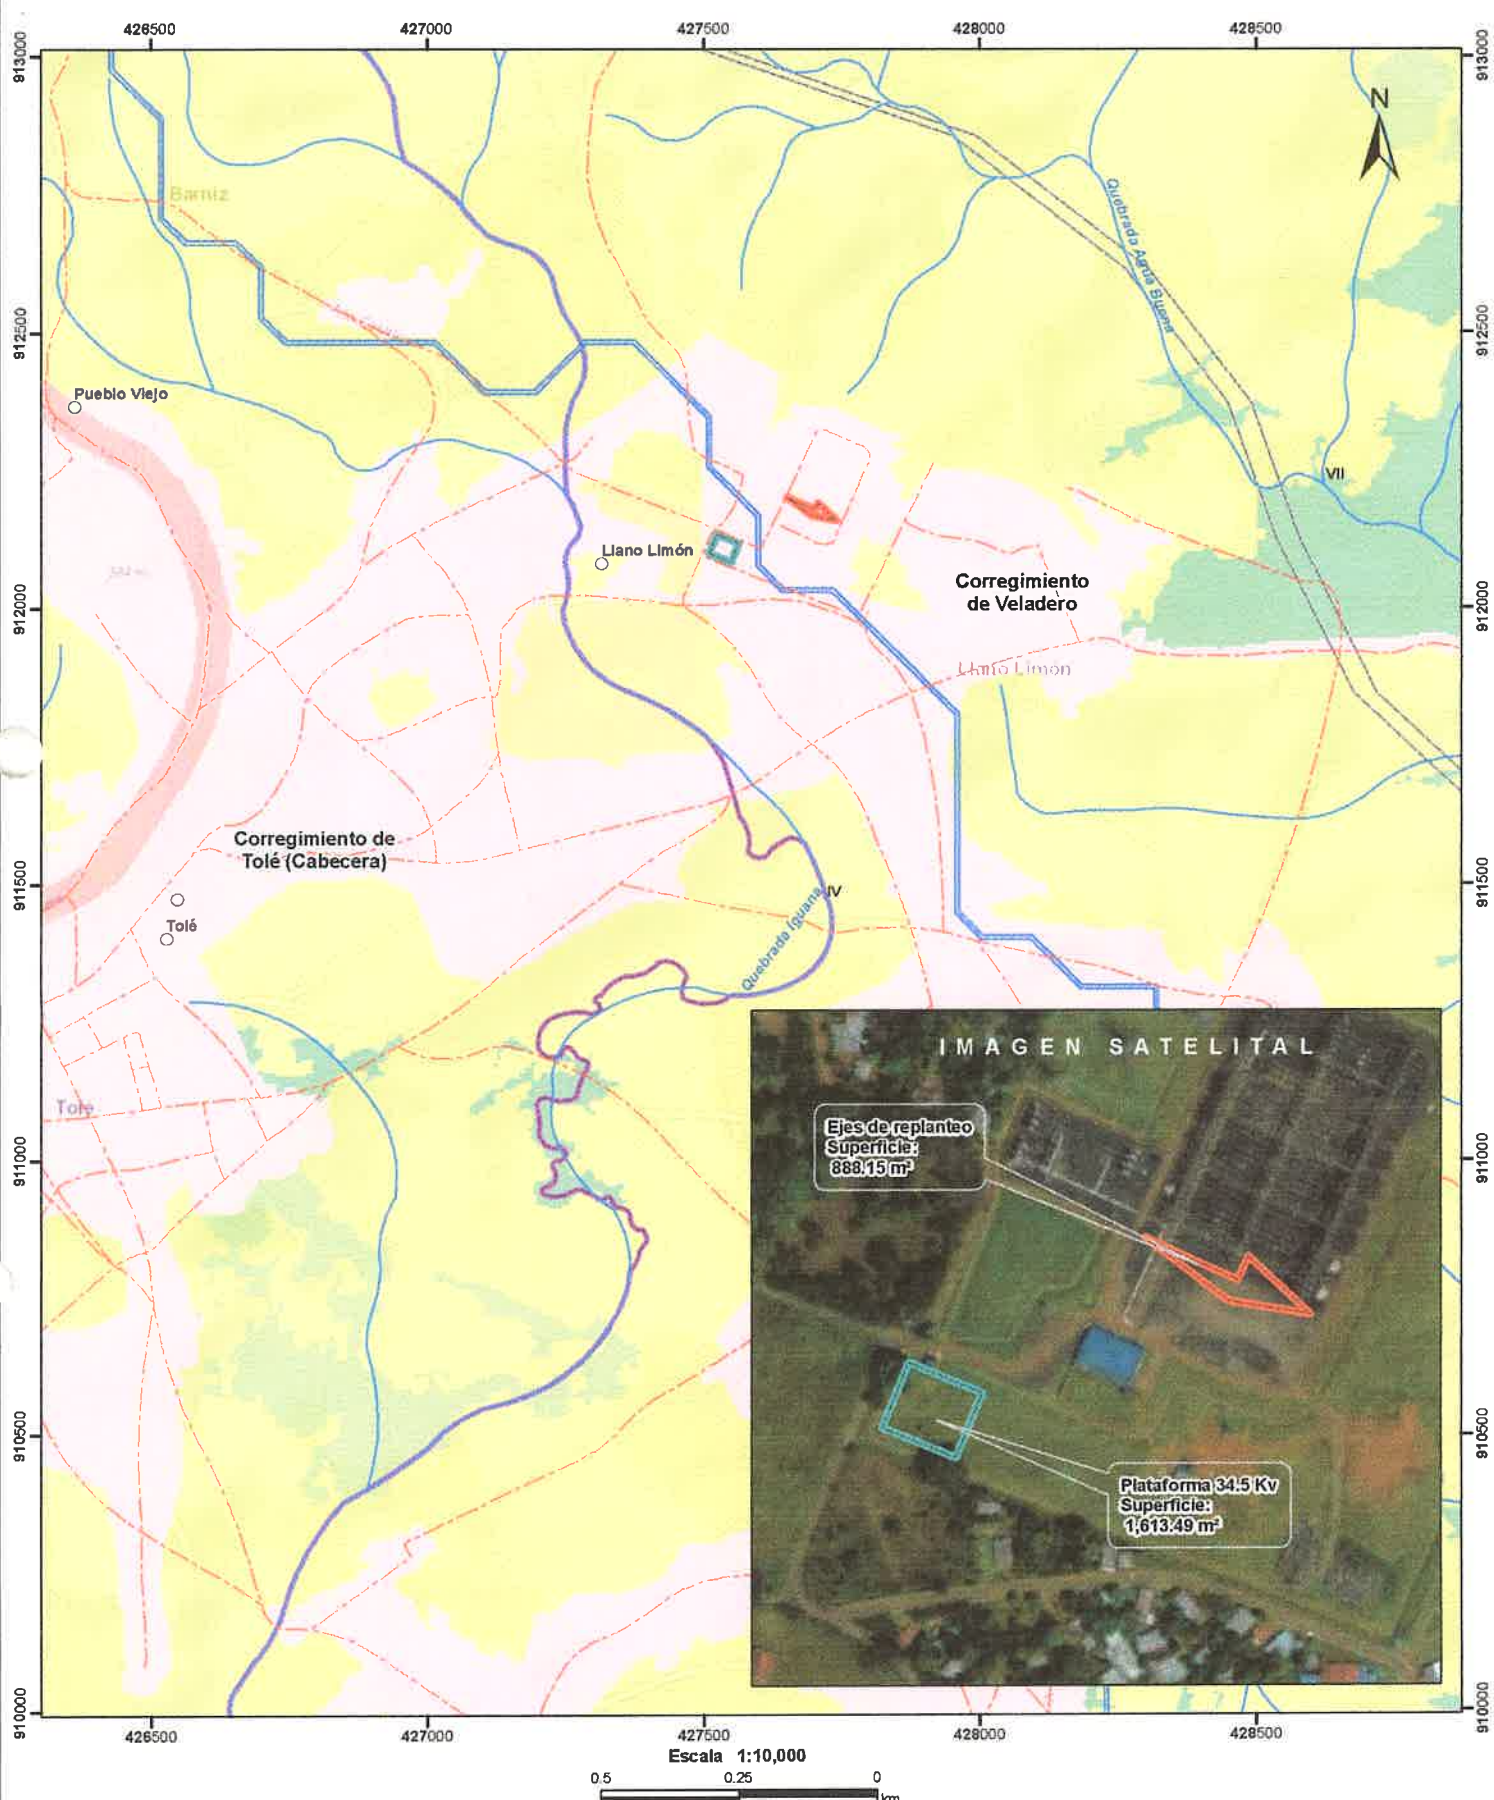 426500
427000
427500
428000
428500
913000
913000
N
Barniz
Quebrada Agua Buena
912500
912500
Pueblo Viejo
VII
Llano Limón
Corregimiento
de Veladero
912000
912000
Llano Limón
Corregimiento de
Tolé (Cabecera)
911500
911500
IV
Quebrada Iguana
Tolé
IMAGEN SATELITAL
Tolé
Ejes de replanteo
Superficie:
888.15 m²
911000
911000
910500
910500
Plataforma 34.5 Kv
Superficie:
1,613.49 m²
910000
910000
426500
427000
427500
428000
428500
Escala 1:10,000
0.5
0.25
0
km